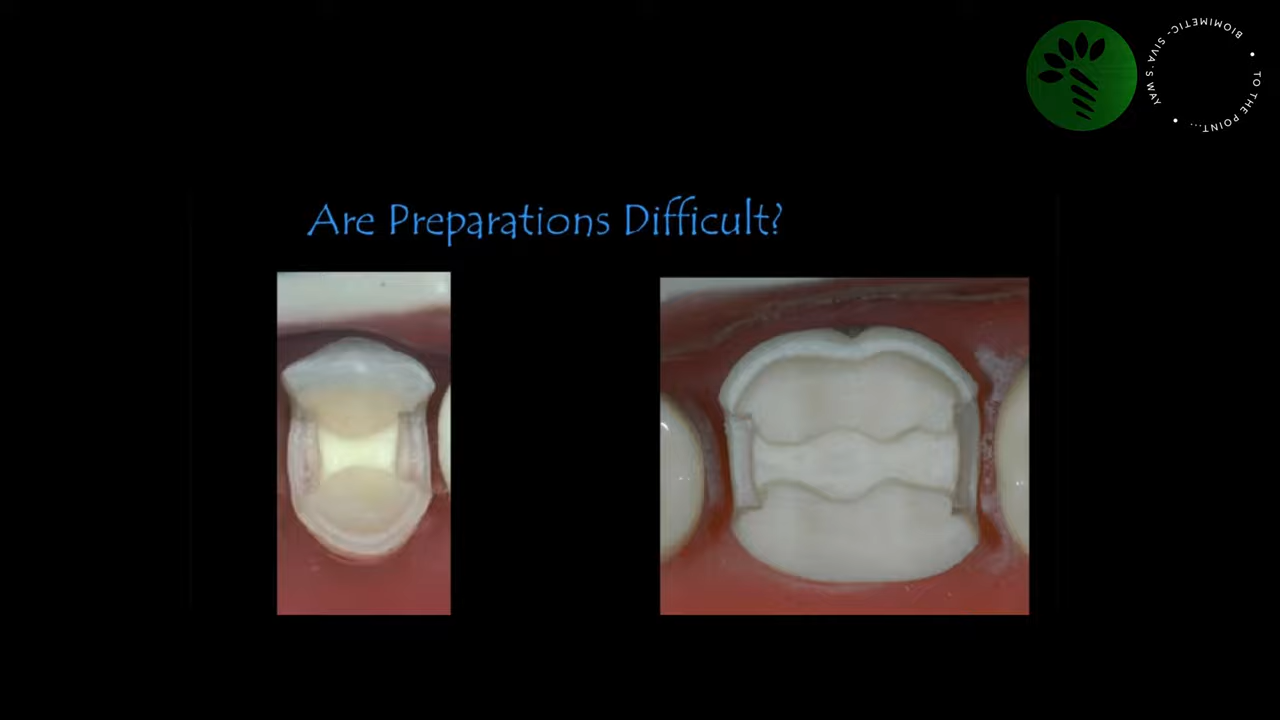 BIOMIMETIC- SIVA'S WAY • TO THE POINT... •
Are Preparations Difficult?